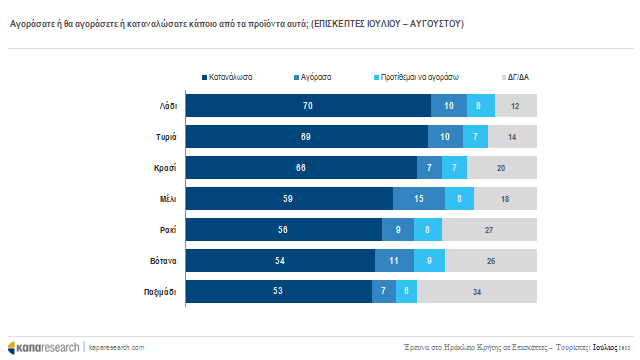 Αγοράσατε ή θα αγοράσετε ή καταναλώσατε κάποιο από τα προϊόντα αυτά; (ΕΠΙΣΚΕΠΤΕΣ ΙΟΥΛΙΟΥ – ΑΥΓΟΥΣΤΟΥ)
Κατανάλωσα Αγόρασα Προτίθεμαι να αγοράσω ΔΓ/ΔΑ
Λάδι 70 10 8 12
Τυριά 69 10 7 14
Κρασί 66 7 7 20
Μέλι 59 15 8 18
Ρακί 56 9 8 27
Βότανα 54 11 9 26
Παξιμάδι 53 7 6 34
καπα research kaparesearch.com Έρευνα στο Ηράκλειο Κρήτης σε Επισκέπτες – Τουρίστες| Ιούλιος